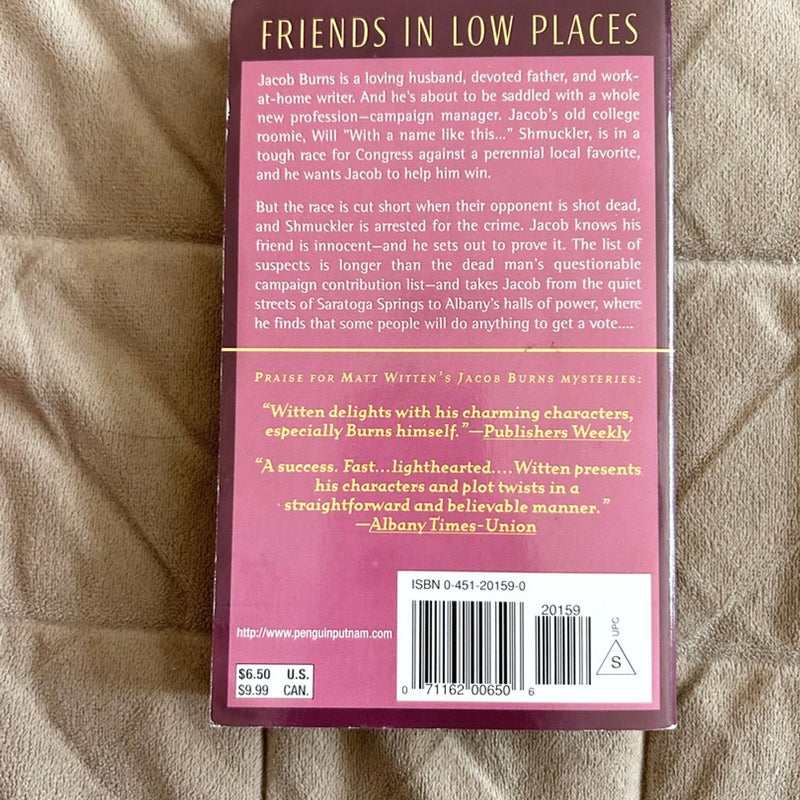 FRIENDS IN LOW PLACES
Jacob Burns is a loving husband, devoted father, and work-
at-home writer. And he's about to be saddled with a whole
new profession—campaign manager. Jacob's old college
roomie, Will "With a name like this..." Shmuckler, is in a
tough race for Congress against a perennial local favorite,
and he wants Jacob to help him win.
But the race is cut short when their opponent is shot dead,
and Shmuckler is arrested for the crime. Jacob knows his
friend is innocent—and he sets out to prove it. The list of
suspects is longer than the dead man's questionable
campaign contribution list—and takes Jacob from the quiet
streets of Saratoga Springs to Albany's halls of power, where
he finds that some people will do anything to get a vote....
PRAISE FOR MATT WITTEN'S JACOB BURNS MYSTERIES:
"Witten delights with his charming characters,
especially Burns himself."—Publishers Weekly
"A success. Fast...lighthearted....Witten presents
his characters and plot twists in a
straightforward and believable manner."
—Albany Times-Union
ISBN 0-451-20159-0
20159
UPC
S
http://www.penguinputnam.com
$6.50 U.S.
$9.99 CAN.
0 71162 00650 6